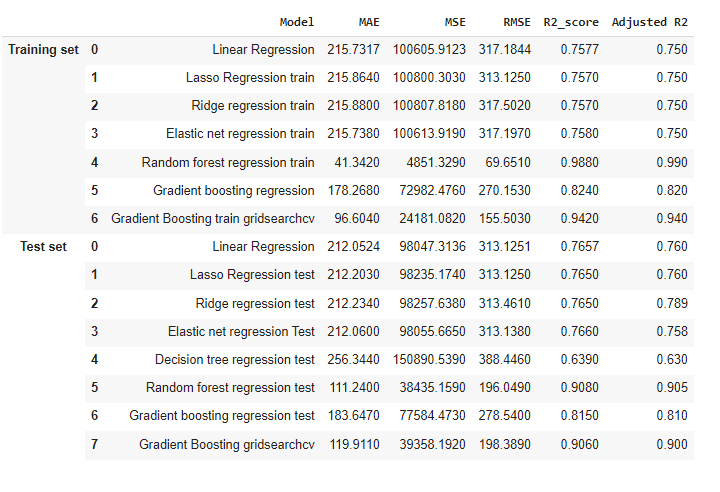 Model MAE MSE RMSE R2_score Adjusted R2
Training set 0 Linear Regression 215.7317 100605.9123 317.1844 0.7577 0.750
1 Lasso Regression train 215.8640 100800.3030 313.1250 0.7570 0.750
2 Ridge regression train 215.8800 100807.8180 317.5020 0.7570 0.750
3 Elastic net regression train 215.7380 100613.9190 317.1970 0.7580 0.750
4 Random forest regression train 41.3420 4851.3290 69.6510 0.9880 0.990
5 Gradient boosting regression 178.2680 72982.4760 270.1530 0.8240 0.820
6 Gradient Boosting train gridsearchcv 96.6040 24181.0820 155.5030 0.9420 0.940
Test set 0 Linear Regression 212.0524 98047.3136 313.1251 0.7657 0.760
1 Lasso Regression test 212.2030 98235.1740 313.1250 0.7650 0.760
2 Ridge regression test 212.2340 98257.6380 313.4610 0.7650 0.789
3 Elastic net regression Test 212.0600 98055.6650 313.1380 0.7660 0.758
4 Decision tree regression test 256.3440 150890.5390 388.4460 0.6390 0.630
5 Random forest regression test 111.2400 38435.1590 196.0490 0.9080 0.905
6 Gradient boosting regression test 183.6470 77584.4730 278.5400 0.8150 0.810
7 Gradient Boosting gridsearchcv 119.9110 39358.1920 198.3890 0.9060 0.900